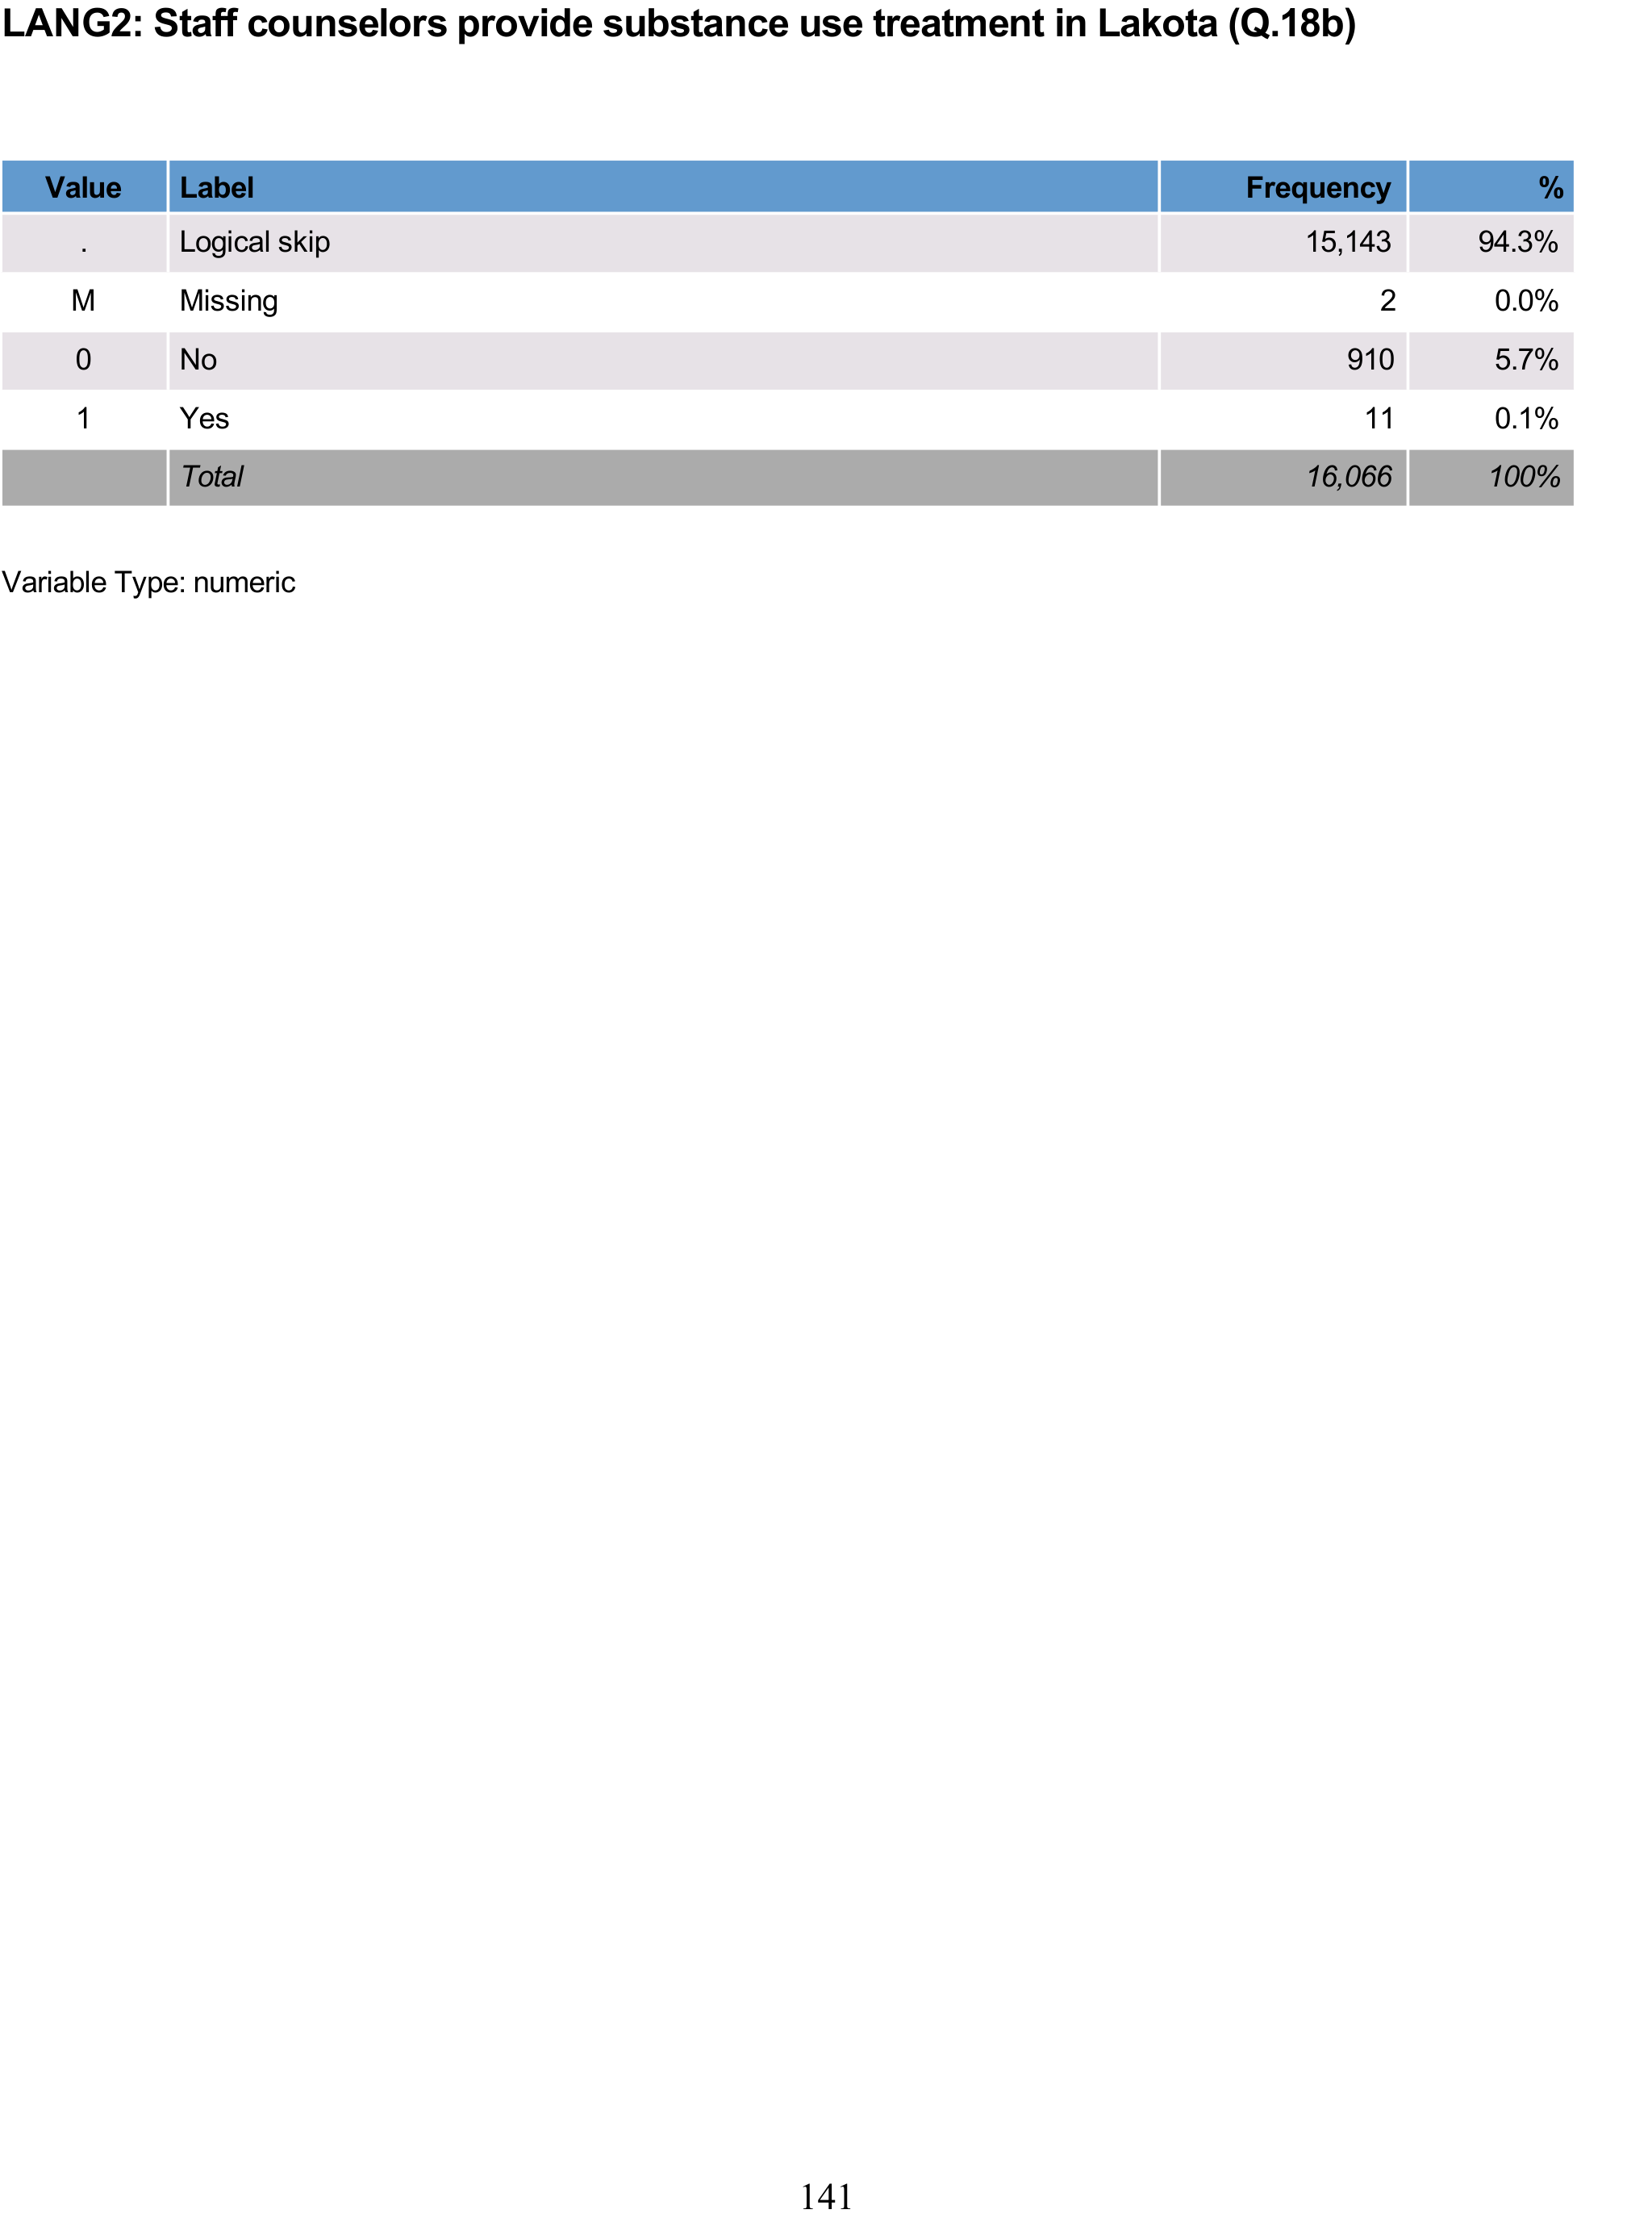 LANG2: Staff counselors provide substance use treatment in Lakota (Q.18b)
Value Label Frequency %
. Logical skip 15,143 94.3%
M Missing 2 0.0%
0 No 910 5.7%
1 Yes 11 0.1%
Total 16,066 100%
Variable Type: numeric
141